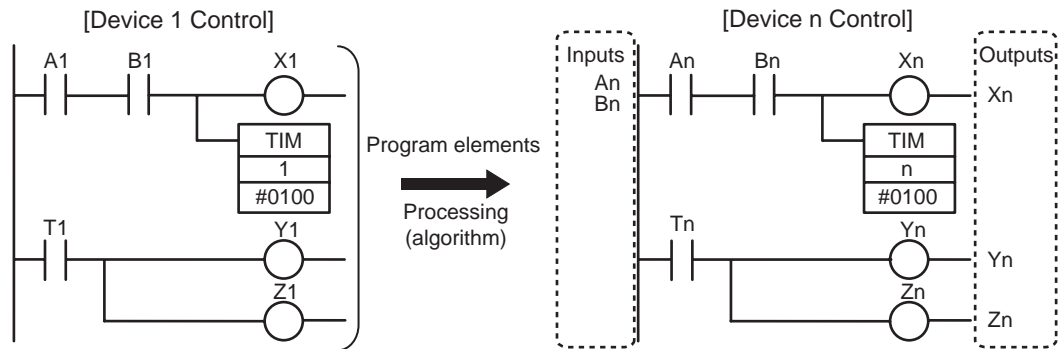 [Device 1 Control]
A1 B1 X1
TIM
1
#0100
T1 Y1
Z1
Program elements
Processing
(algorithm)
[Device n Control]
Inputs
An
Bn
An Bn Xn
TIM
n
#0100
Tn Yn
Zn
Outputs
Xn
Yn
Zn